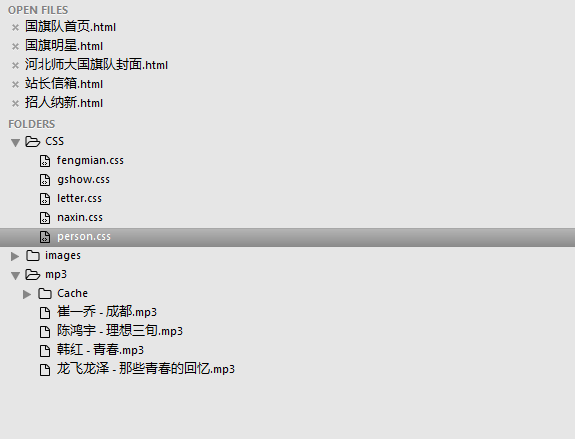 OPEN FILES
国旗队首页.html
国旗明星.html
河北师大国旗队封面.html
站长信箱.html
招人纳新.html
FOLDERS
CSS
fengmian.css
gshow.css
letter.css
naxin.css
person.css
images
mp3
Cache
崔一乔 - 成都.mp3
陈鸿宇 - 理想三旬.mp3
韩红 - 青春.mp3
龙飞龙泽 - 那些青春的回忆.mp3